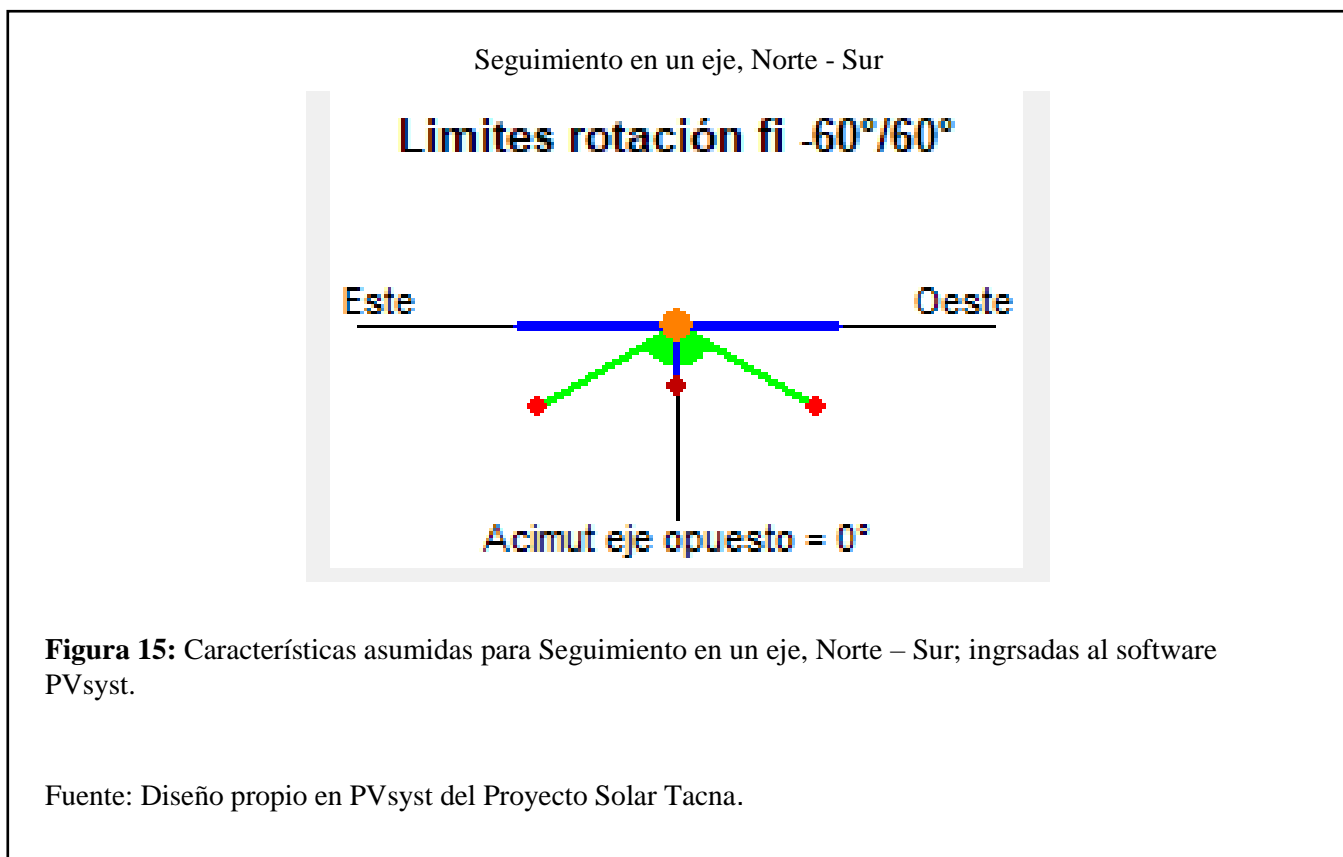 Seguimiento en un eje, Norte - Sur
Limites rotación fi -60°/60°
Este
Oeste
Acimut eje opuesto = 0°
Figura 15: Características asumidas para Seguimiento en un eje, Norte – Sur; ingrsadas al software
PVsyst.
Fuente: Diseño propio en PVsyst del Proyecto Solar Tacna.